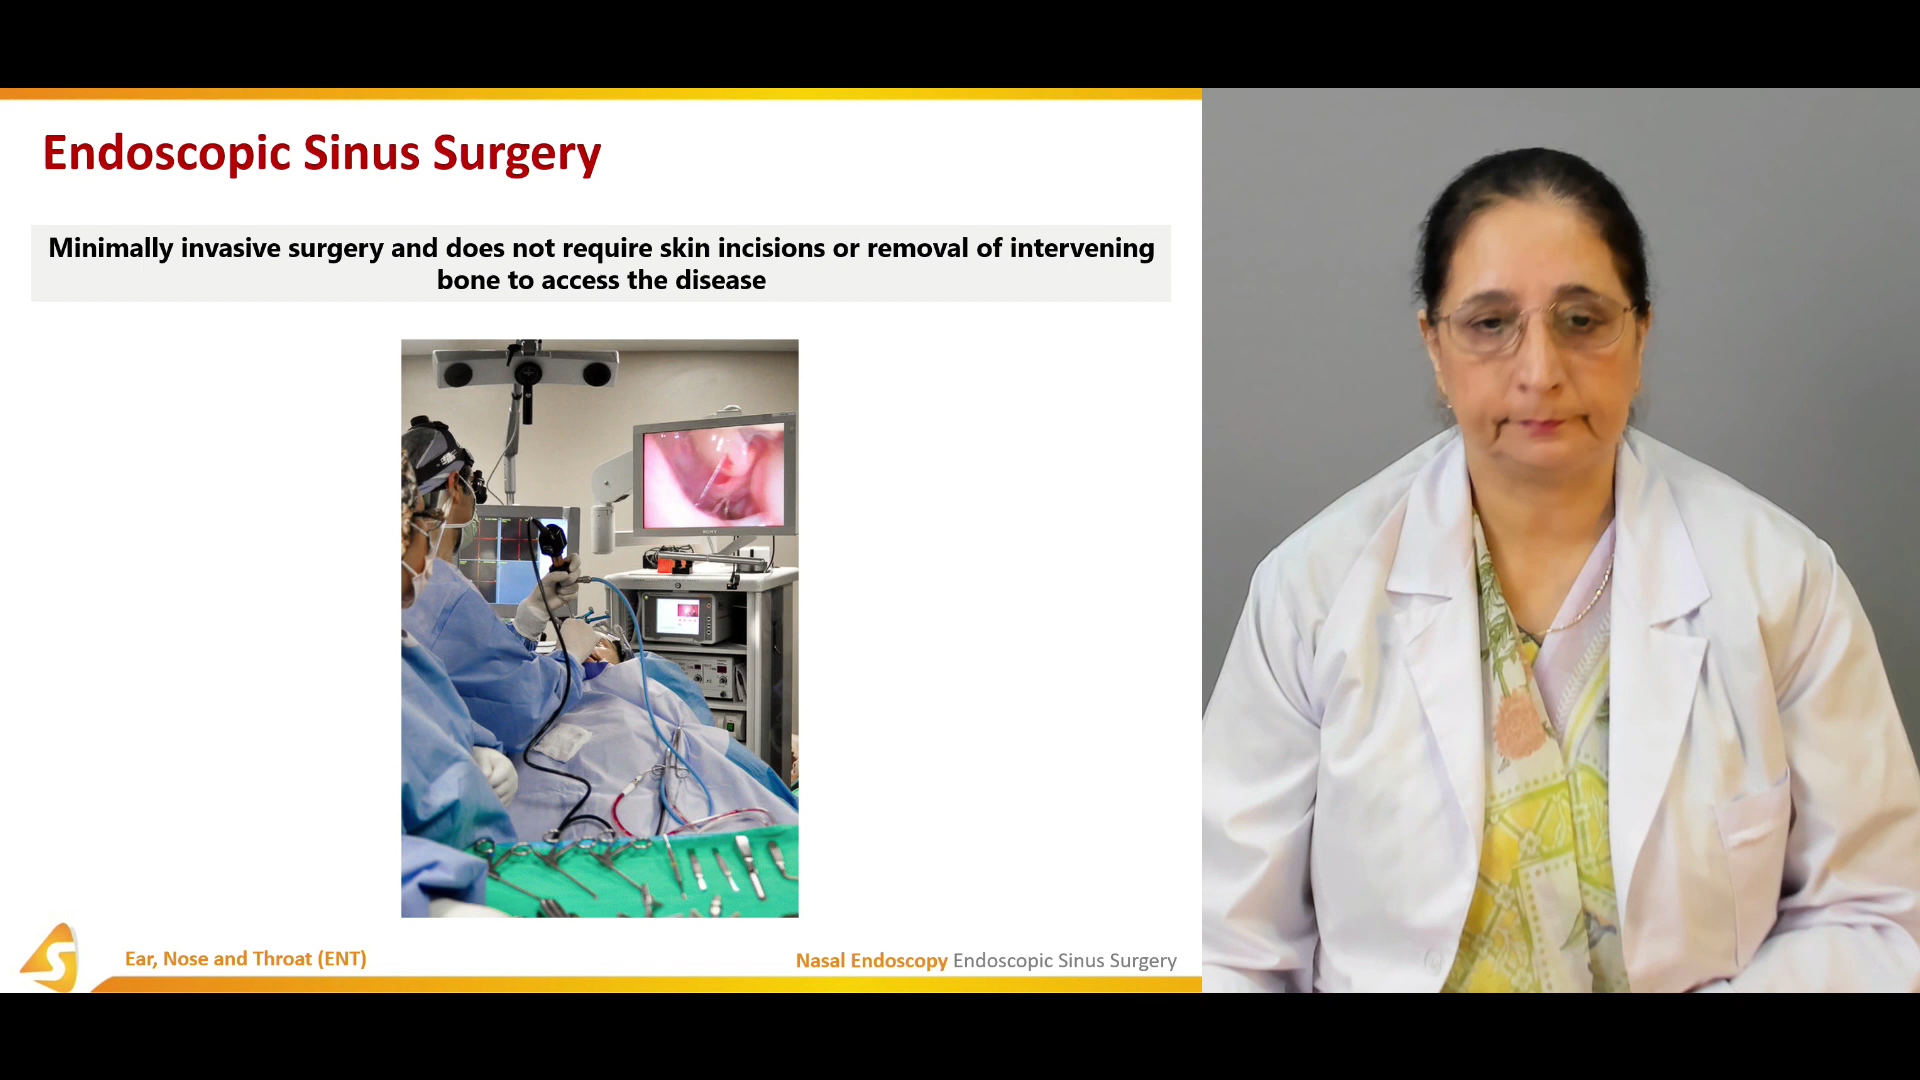 Endoscopic Sinus Surgery
Minimally invasive surgery and does not require skin incisions or removal of intervening
bone to access the disease
SONY
S
Ear, Nose and Throat (ENT)
Nasal Endoscopy Endoscopic Sinus Surgery